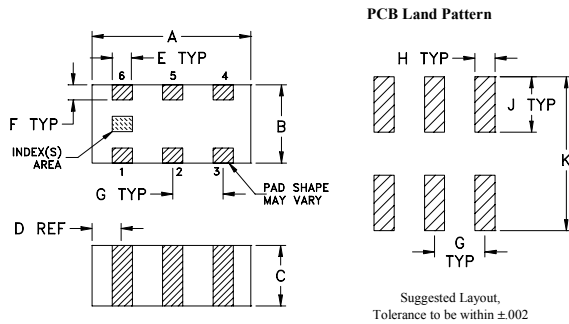 PCB Land Pattern
A
E TYP
6 5 4
F TYP
B
INDEX(S)
AREA
1 2 3
G TYP
PAD SHAPE
MAY VARY
D REF
C
H TYP
J TYP
K
G
TYP
Suggested Layout,
Tolerance to be within ±.002